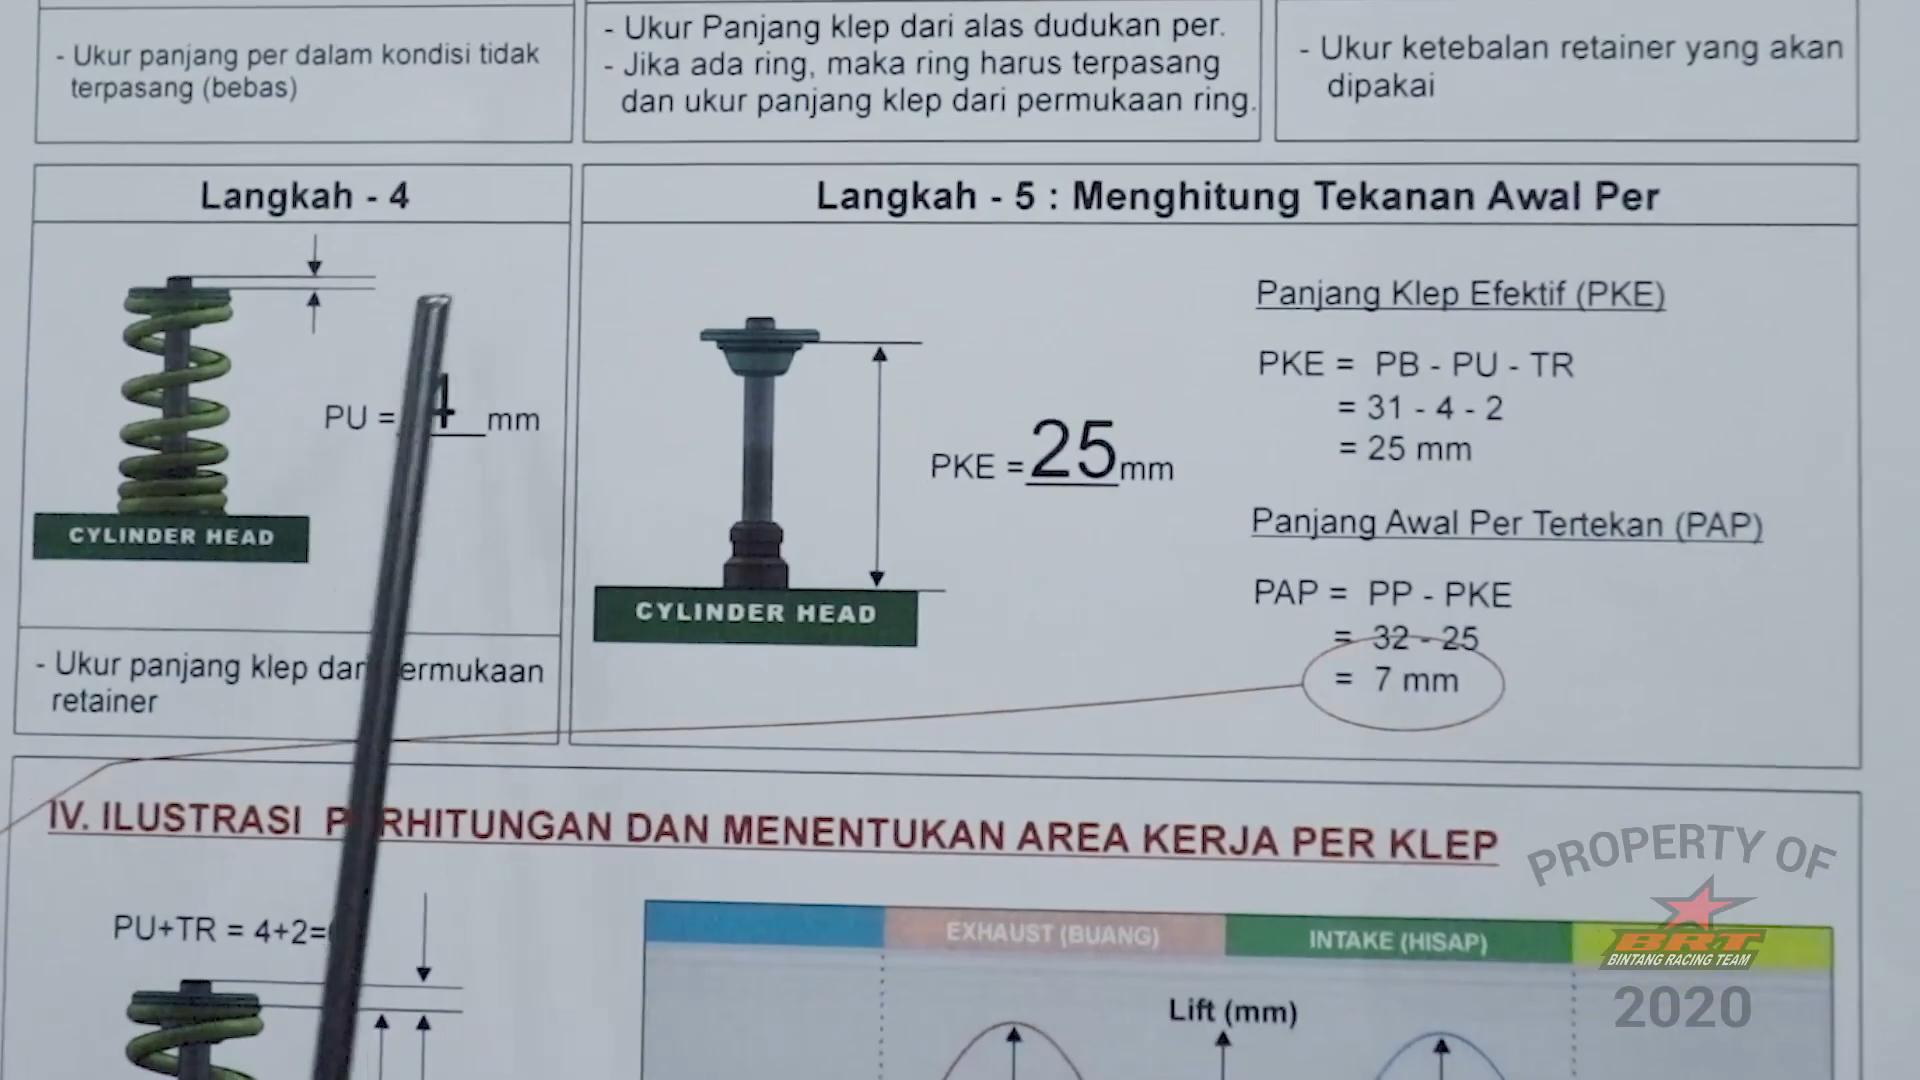 - Ukur panjang per dalam kondisi tidak
terpasang (bebas)
- Ukur Panjang klep dari alas dudukan per.
- Jika ada ring, maka ring harus terpasang
dan ukur panjang klep dari permukaan ring.
- Ukur ketebalan retainer yang akan
dipakai
Langkah - 4
PU = 4 mm
CYLINDER HEAD
- Ukur panjang klep dari permukaan
retainer
Langkah - 5 : Menghitung Tekanan Awal Per
PKE = 25 mm
CYLINDER HEAD
Panjang Klep Efektif (PKE)
PKE = PB - PU - TR
= 31 - 4 - 2
= 25 mm
Panjang Awal Per Tertekan (PAP)
PAP = PP - PKE
= 32 - 25
= 7 mm
IV. ILUSTRASI PERHITUNGAN DAN MENENTUKAN AREA KERJA PER KLEP
PU+TR = 4+2=
EXHAUST (BUANG)
INTAKE (HISAP)
Lift (mm)
PROPERTY OF
BRT
BINTANG RACING TEAM
2020